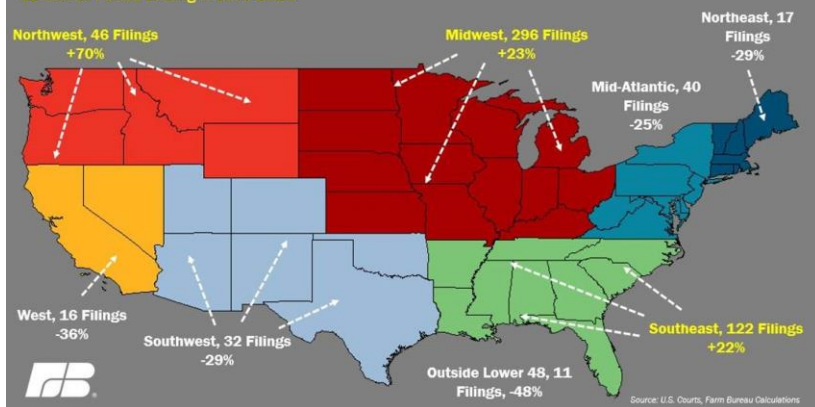 Northwest, 46 Filings
+70%
Midwest, 296 Filings
+23%
Northeast, 17
Filings
-29%
Mid-Atlantic, 40
Filings
-25%
West, 16 Filings
-36%
Southwest, 32 Filings
-29%
Southeast, 122 Filings
+22%
Outside Lower 48, 11
Filings, -48%
FB
Source: U.S. Courts, Farm Bureau Calculations